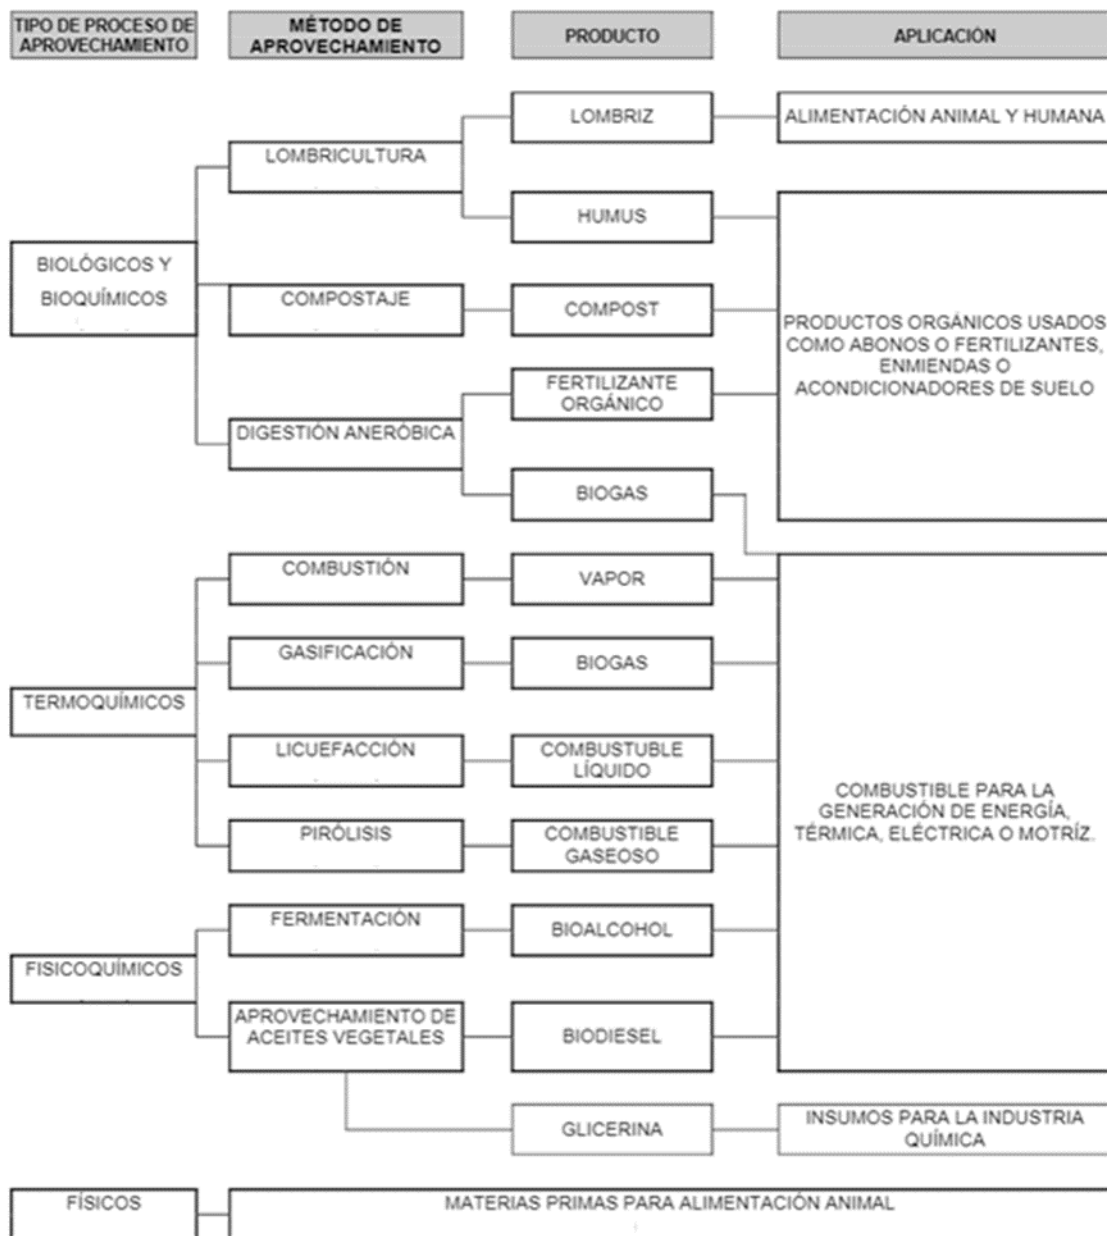 TIPO DE PROCESO DE
APROVECHAMIENTO
MÉTODO DE
APROVECHAMIENTO
PRODUCTO
APLICACIÓN
LOMBRIZ
ALIMENTACIÓN ANIMAL Y HUMANA
LOMBRICULTURA
HUMUS
BIOLÓGICOS Y
BIOQUÍMICOS
COMPOSTAJE
COMPOST
PRODUCTOS ORGÁNICOS USADOS
COMO ABONOS O FERTILIZANTES,
ENMIENDAS O
ACONDICIONADORES DE SUELO
FERTILIZANTE
ORGÁNICO
DIGESTIÓN ANERÓBICA
BIOGAS
COMBUSTIÓN
VAPOR
GASIFICACIÓN
BIOGAS
TERMOQUÍMICOS
LICUEFACCIÓN
COMBUSTUBLE
LÍQUIDO
COMBUSTIBLE PARA LA
GENERACIÓN DE ENERGÍA,
TÉRMICA, ELÉCTRICA O MOTRÍZ.
PIRÓLISIS
COMBUSTIBLE
GASEOSO
FERMENTACIÓN
BIOALCOHOL
FISICOQUÍMICOS
APROVECHAMIENTO DE
ACEITES VEGETALES
BIODIESEL
GLICERINA
INSUMOS PARA LA INDUSTRIA
QUÍMICA
FÍSICOS
MATERIAS PRIMAS PARA ALIMENTACIÓN ANIMAL